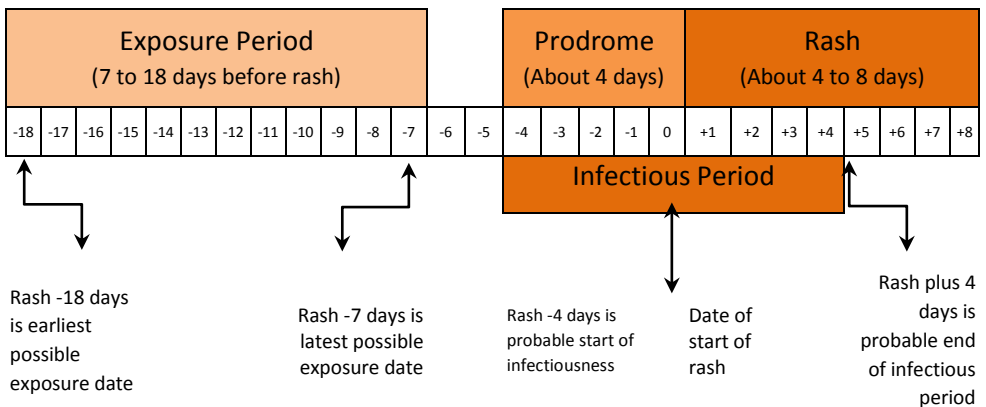 Exposure Period
(7 to 18 days before rash)
Prodrome
(About 4 days)
Rash
(About 4 to 8 days)
-18 -17 -16 -15 -14 -13 -12 -11 -10 -9 -8 -7 -6 -5 -4 -3 -2 -1 0 +1 +2 +3 +4 +5 +6 +7 +8
Infectious Period
Rash -18 days
is earliest
possible
exposure date
Rash -7 days is
latest possible
exposure date
Rash -4 days is
probable start of
infectiousness
Date of
start of
rash
Rash plus 4
days is
probable end
of infectious
period